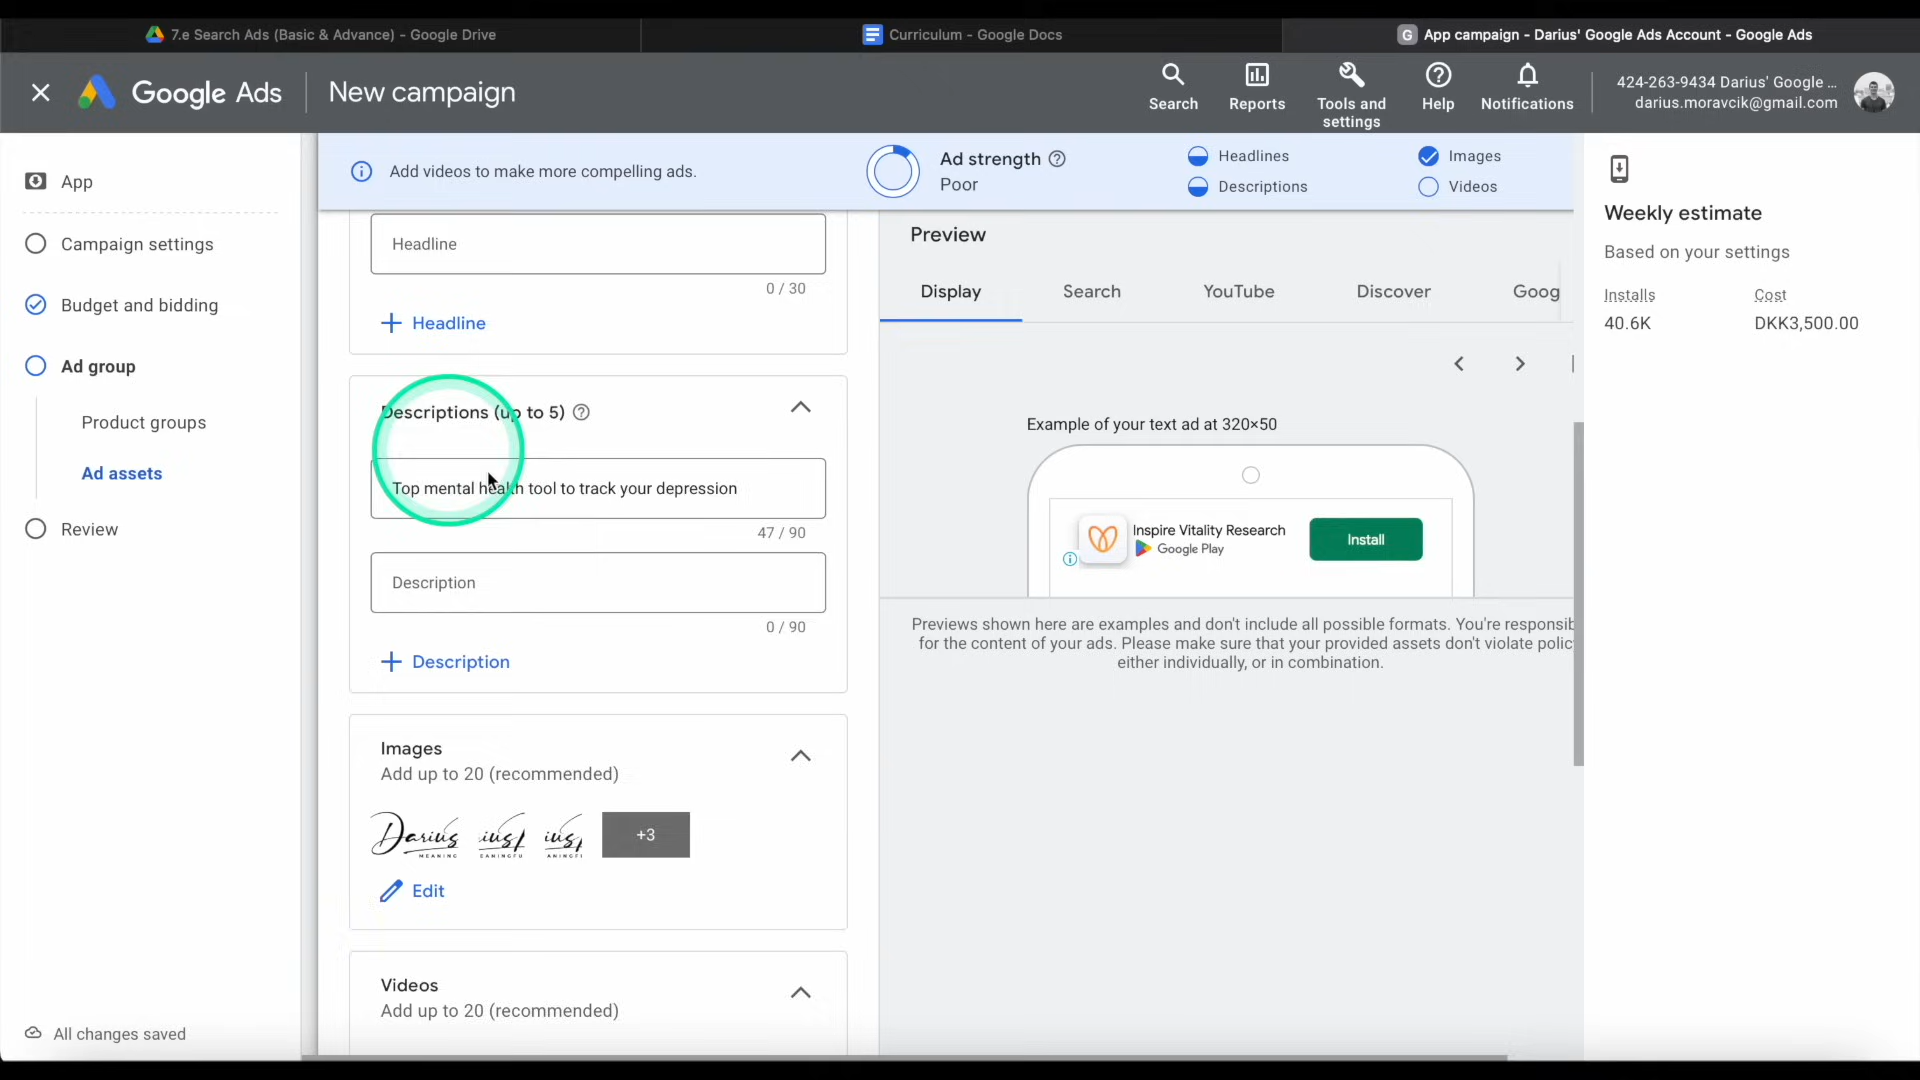 7.e Search Ads (Basic & Advance) - Google Drive
Curriculum - Google Docs
G App campaign - Darius' Google Ads Account - Google Ads
Google Ads
New campaign
Search
Reports
Tools and settings
Help
Notifications
424-263-9434 Darius' Google ...
darius.moravcik@gmail.com
App
Campaign settings
Budget and bidding
Ad group
Product groups
Ad assets
Review
All changes saved
Add videos to make more compelling ads.
Ad strength
Poor
Headlines
Descriptions
Images
Videos
Headline
0 / 30
Headline
Descriptions (up to 5)
Top mental health tool to track your depression
47 / 90
Description
0 / 90
Description
Images
Add up to 20 (recommended)
Darius
MEANING
+3
Edit
Videos
Add up to 20 (recommended)
Preview
Display
Search
YouTube
Discover
Goog
Example of your text ad at 320×50
Inspire Vitality Research
Google Play
Install
Previews shown here are examples and don't include all possible formats. You're responsib
for the content of your ads. Please make sure that your provided assets don't violate polic
either individually, or in combination.
Weekly estimate
Based on your settings
Installs
Cost
40.6K
DKK3,500.00